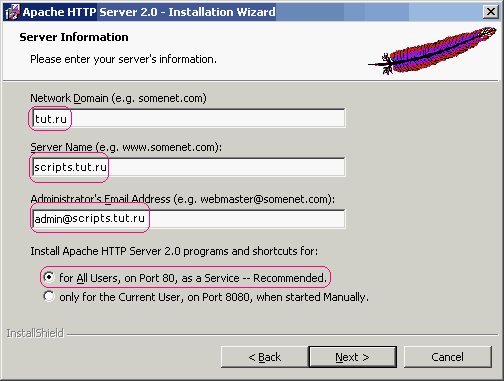 Apache HTTP Server 2.0 - Installation Wizard
Server Information
Please enter your server's information.
Network Domain (e.g. somenet.com)
tut.ru
Server Name (e.g. www.somenet.com):
scripts.tut.ru
Administrator's Email Address (e.g. webmaster@somenet.com):
admin@scripts.tut.ru
Install Apache HTTP Server 2.0 programs and shortcuts for:
for All Users, on Port 80, as a Service -- Recommended.
only for the Current User, on Port 8080, when started Manually.
InstallShield
< Back Next > Cancel